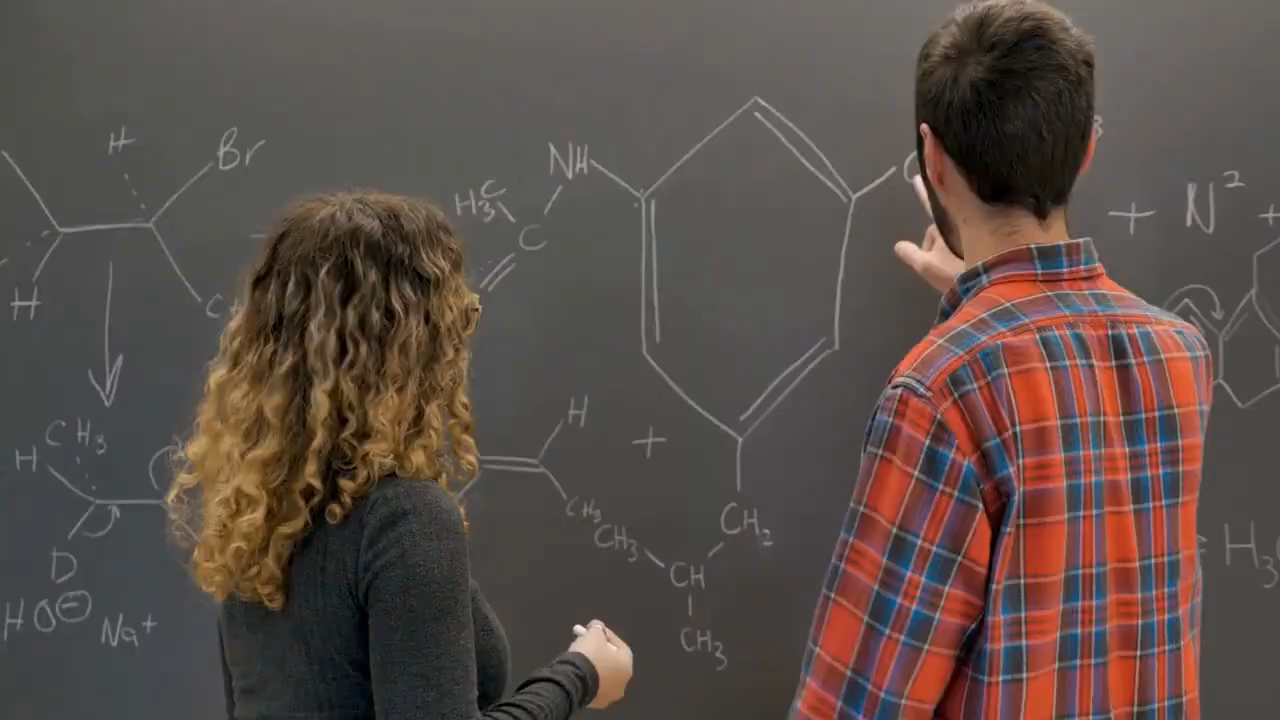 H
Br
NH
H3C
C
+ N²
+
H
H
+
CH3
H
CH3
CH3
CH2
D
CH
H3
HO⊖
Na+
CH3